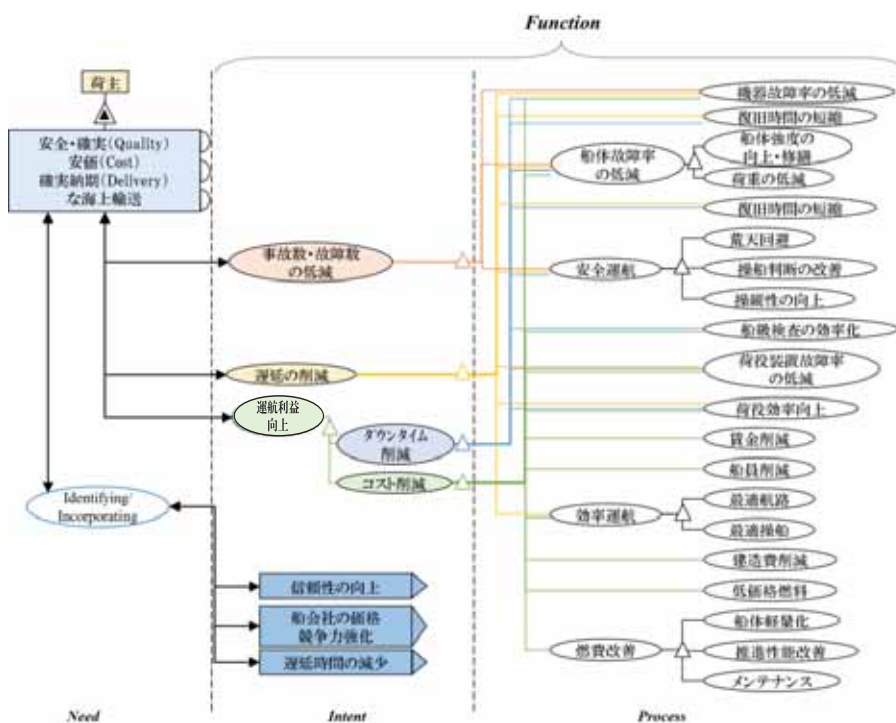 Function
荷主
安全・確実(Quality)
安価(Cost)
確実納期(Delivery)
な海上輸送
事故数・故障数
の低減
遅延の削減
運航利益
向上
ダウンタイム
削減
コスト削減
Identifying/
Incorporating
信頼性の向上
船会社の価格
競争力強化
遅延時間の減少
機器故障率の低減
復旧時間の短縮
船体故障率
の低減
船体強度の
向上・修繕
荷重の低減
復旧時間の短縮
安全運航
荒天回避
操船判断の改善
操縦性の向上
船級検査の効率化
荷役装置故障率
の低減
荷役効率向上
賃金削減
船員削減
効率運航
最適航路
最適操船
建造費削減
低価格燃料
燃費改善
船体軽量化
推進性能改善
メンテナンス
Need
Intent
Process